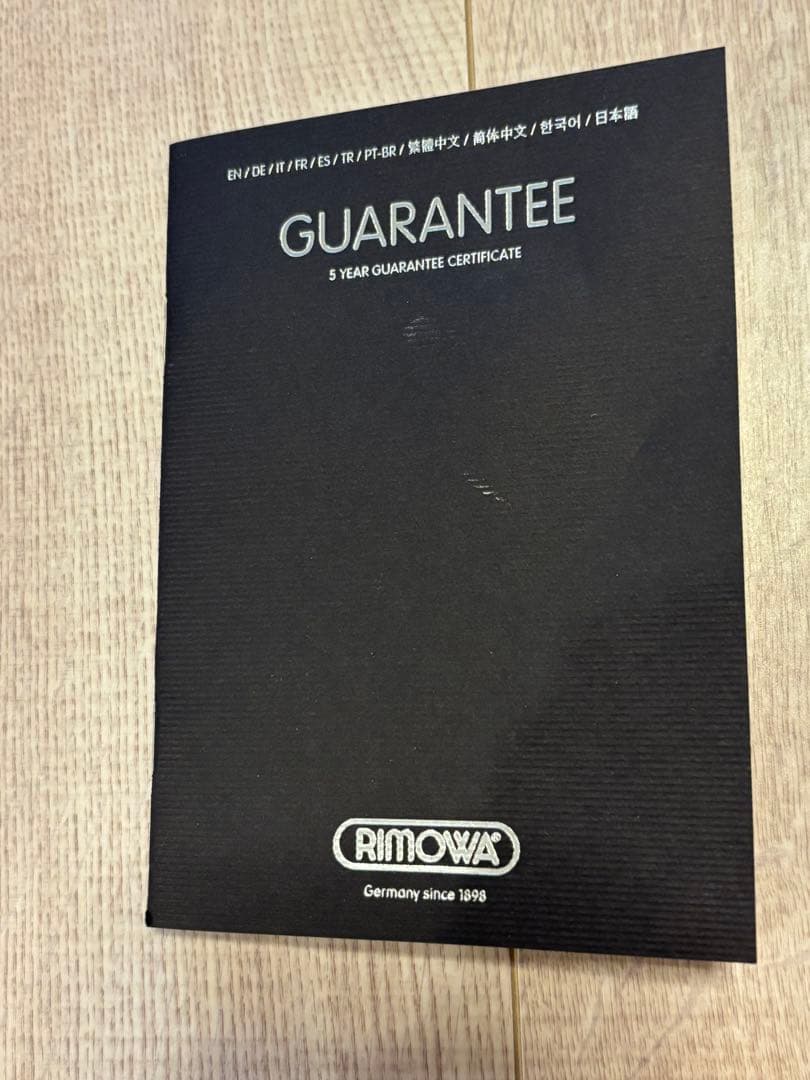 EN / DE / IT / FR / ES / TR / PT-BR / 繁體中文 / 简体中文 / 한국어 / 日本語
GUARANTEE
5 YEAR GUARANTEE CERTIFICATE
RIMOWA®
Germany since 1898